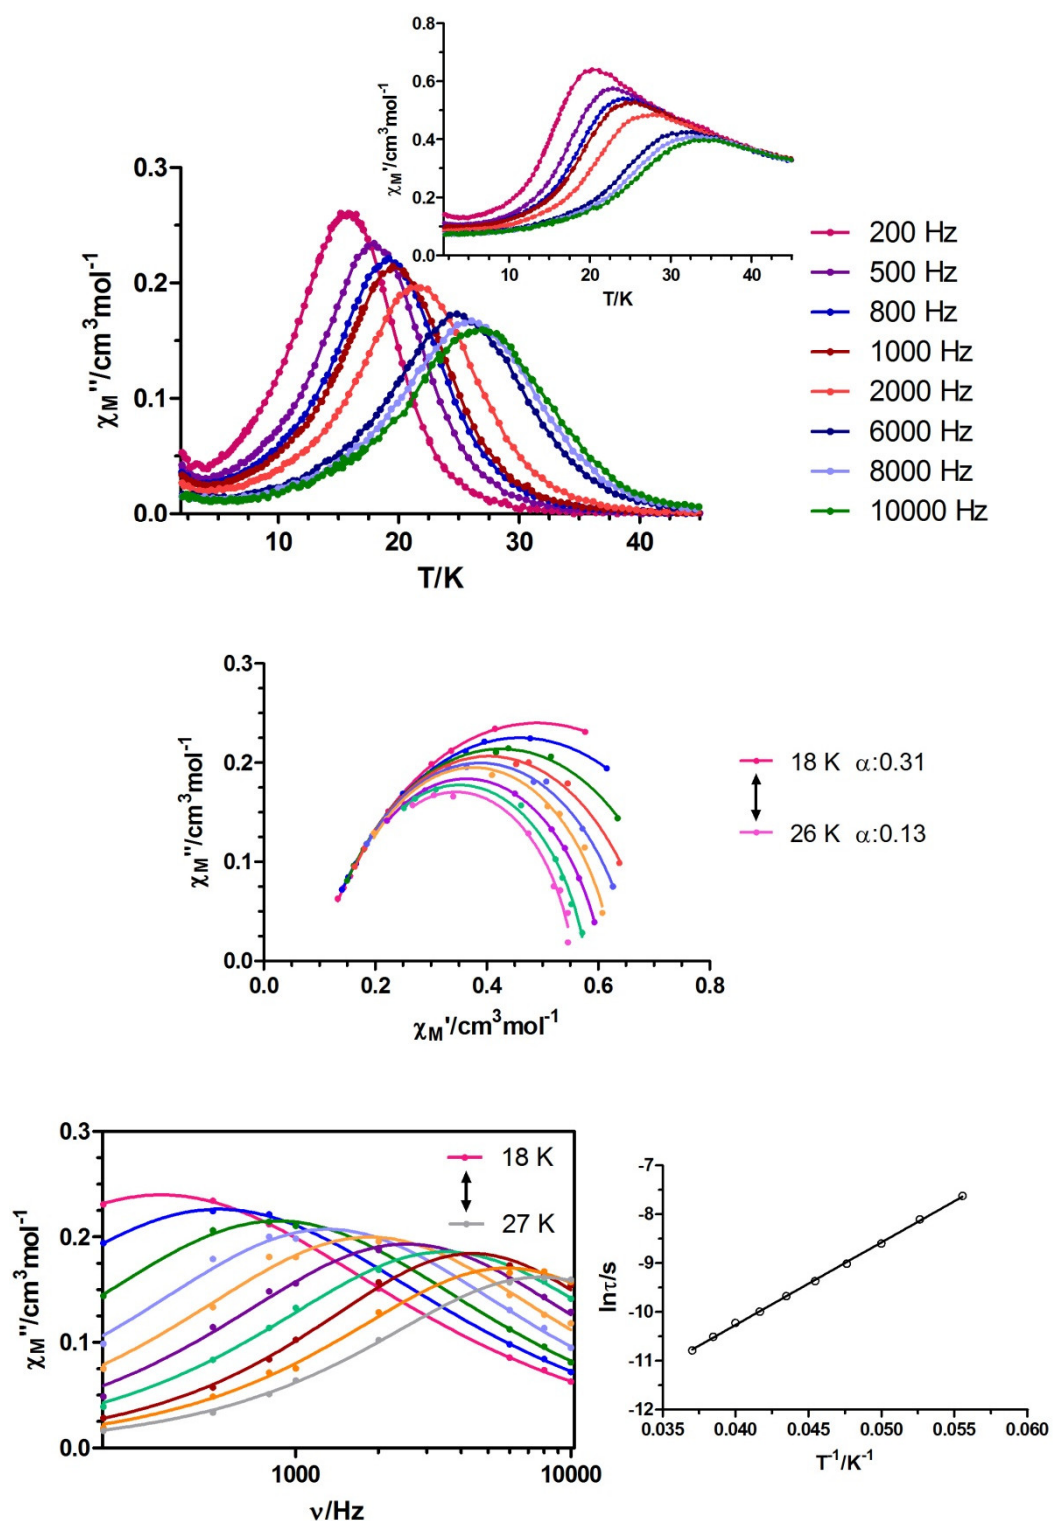 0.8
0.6
0.4
0.2
0.0
χM'/cm3mol-1
10 20 30 40
T/K
0.3
0.2
0.1
0.0
χM''/cm3mol-1
10 20 30 40
T/K
200 Hz
500 Hz
800 Hz
1000 Hz
2000 Hz
6000 Hz
8000 Hz
10000 Hz
0.3
0.2
0.1
0.0
χM''/cm3mol-1
0.0 0.2 0.4 0.6 0.8
χM'/cm3mol-1
18 K α:0.31
26 K α:0.13
0.3
0.2
0.1
0.0
χM''/cm3mol-1
1000 10000
ν/Hz
18 K
27 K
-7
-8
-9
-10
-11
-12
lnτ/s
0.035 0.040 0.045 0.050 0.055 0.060
T-1/K-1